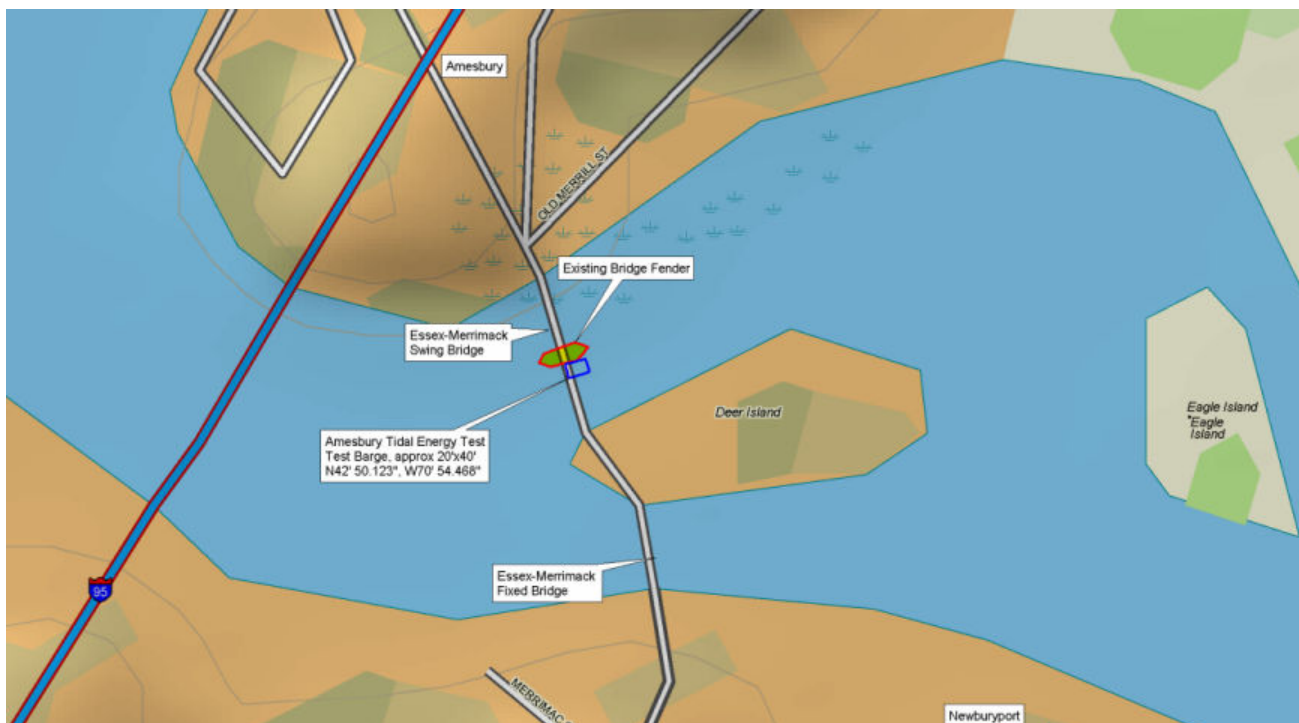 Amesbury
OLD MERRILL ST
Existing Bridge Fender
Essex-Merrimack
Swing Bridge
Deer Island
Eagle Island
Eagle
Island
Amesbury Tidal Energy Test
Test Barge, approx 20'x40'
N42' 50.123", W70' 54.468"
Essex-Merrimack
Fixed Bridge
95
MERRIMAC
Newburyport